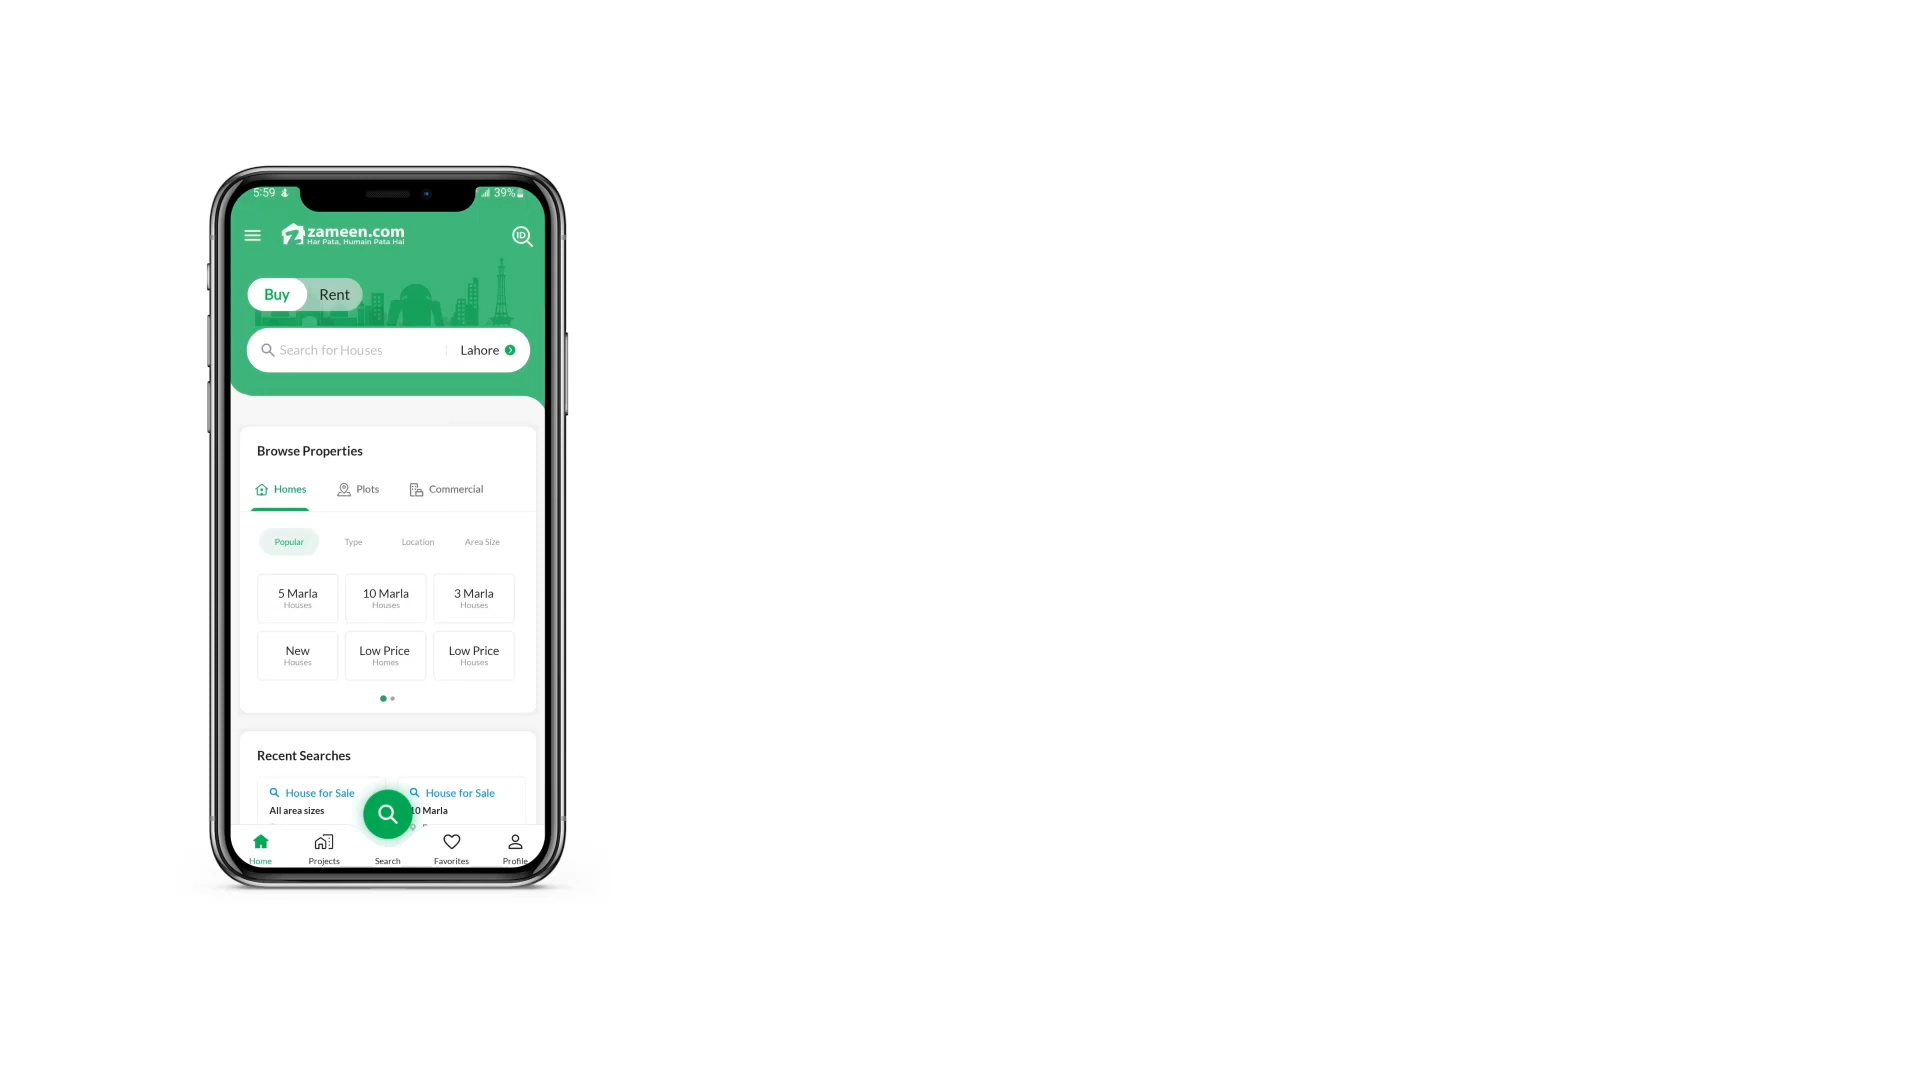 5:59 39%
zameen.com
Har Pata, Humain Pata Hai
ID
Buy Rent
Search for Houses Lahore
Browse Properties
Homes Plots Commercial
Popular Type Location Area Size
5 Marla 10 Marla 3 Marla
Houses Houses Houses
New Low Price Low Price
Houses Homes Houses
Recent Searches
House for Sale House for Sale
All area sizes 10 Marla
Home Projects Search Favorites Profile